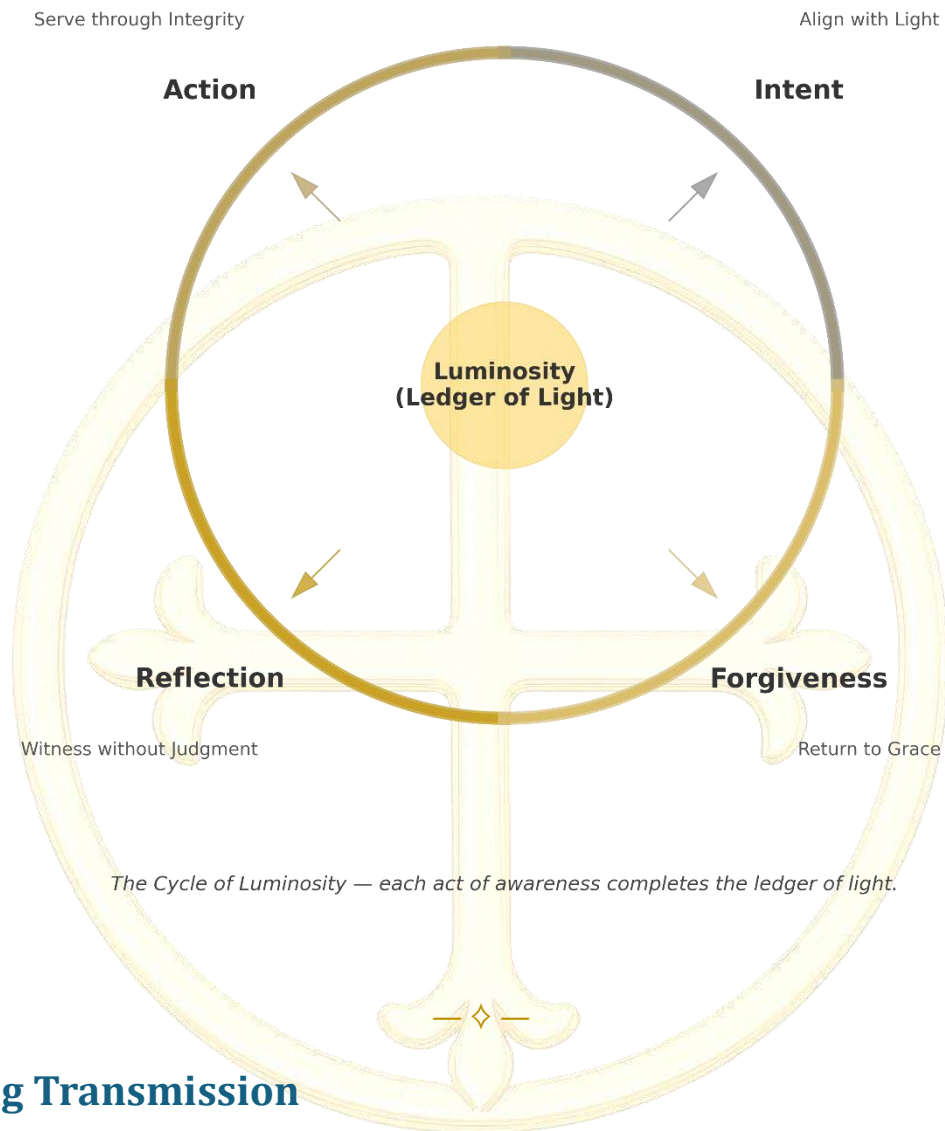 Serve through Integrity
Align with Light
Action
Intent
Luminosity
(Ledger of Light)
Reflection
Forgiveness
Witness without Judgment
Return to Grace
The Cycle of Luminosity — each act of awareness completes the ledger of light.
g Transmission